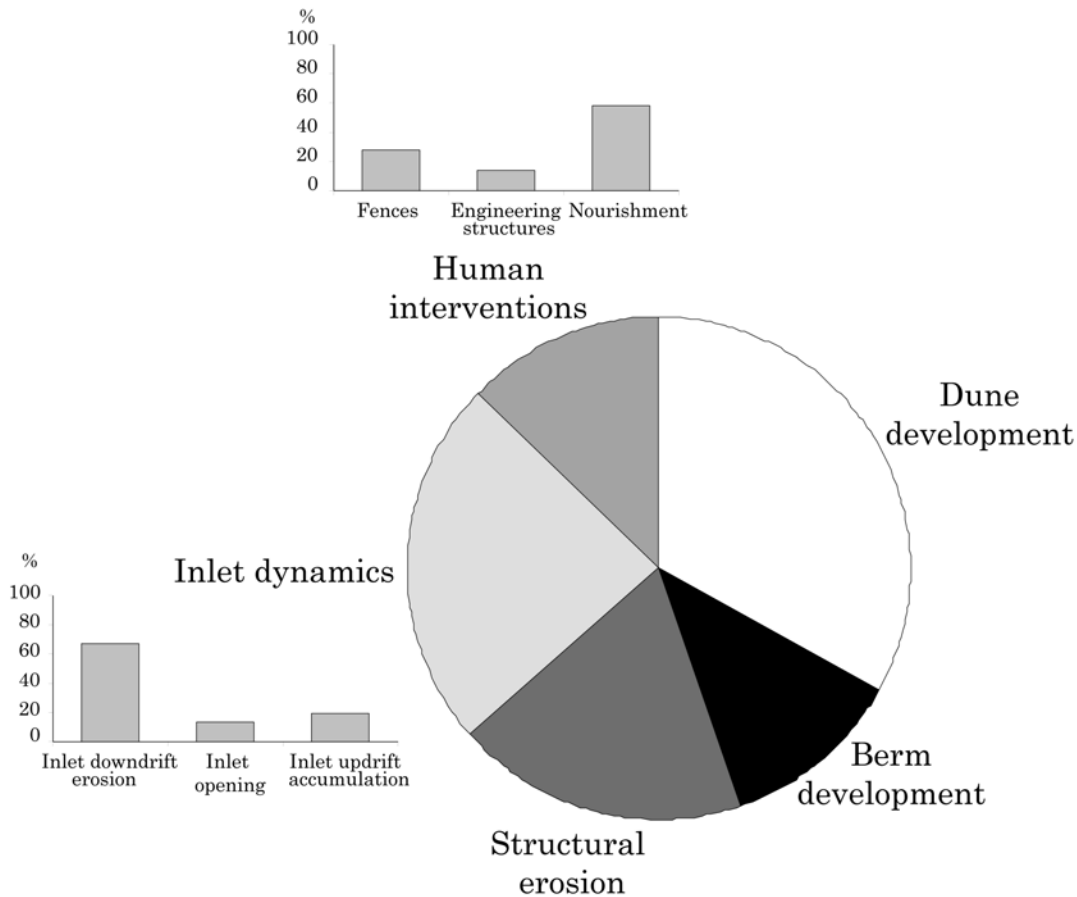 %
100
80
60
40
20
0
Fences
Engineering
structures
Nourishment
Human
interventions
Dune
development
Inlet dynamics
%
100
80
60
40
20
0
Inlet downdrift
erosion
Inlet
opening
Inlet updrift
accumulation
Berm
development
Structural
erosion